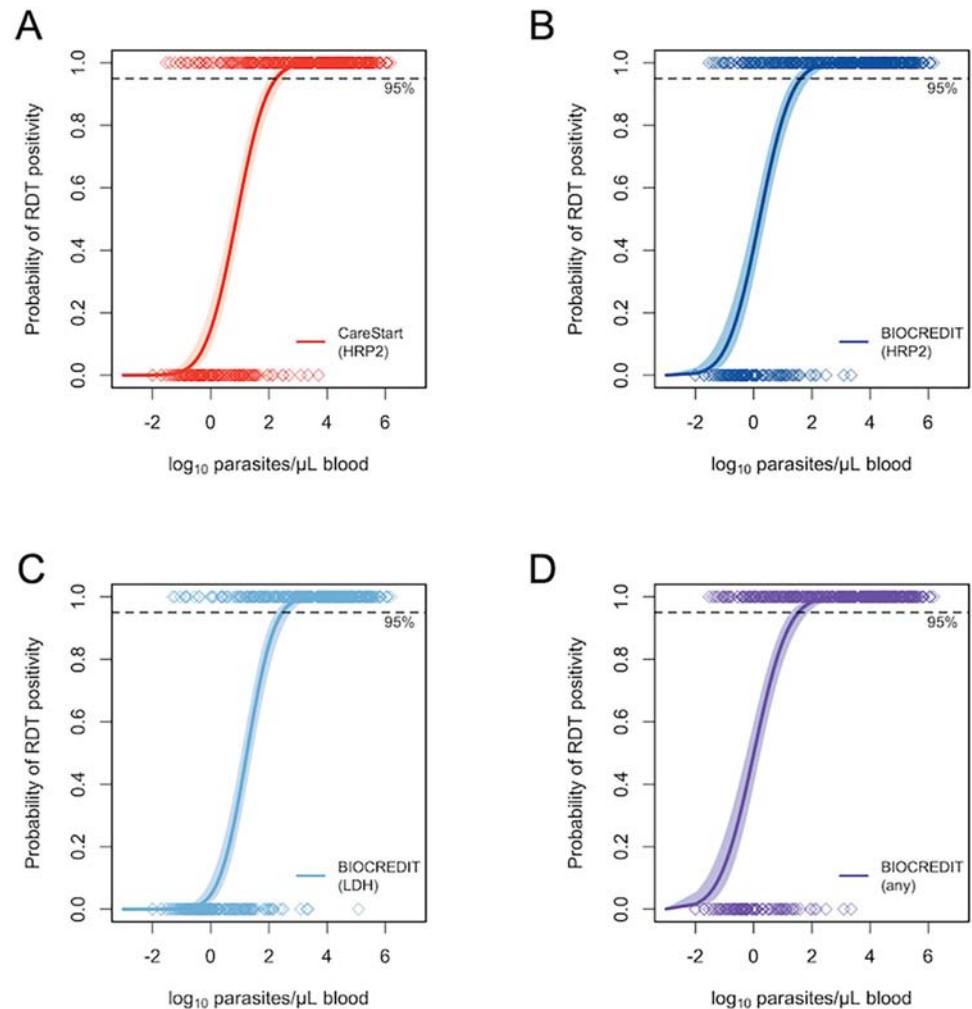 A
Probability of RDT positivity
1.0
0.8
0.6
0.4
0.2
0.0
95%
CareStart
(HRP2)
-2 0 2 4 6
log₁₀ parasites/µL blood
B
Probability of RDT positivity
1.0
0.8
0.6
0.4
0.2
0.0
95%
BIOCREDIT
(HRP2)
-2 0 2 4 6
log₁₀ parasites/µL blood
C
Probability of RDT positivity
1.0
0.8
0.6
0.4
0.2
0.0
95%
BIOCREDIT
(LDH)
-2 0 2 4 6
log₁₀ parasites/µL blood
D
Probability of RDT positivity
1.0
0.8
0.6
0.4
0.2
0.0
95%
BIOCREDIT
(any)
-2 0 2 4 6
log₁₀ parasites/µL blood